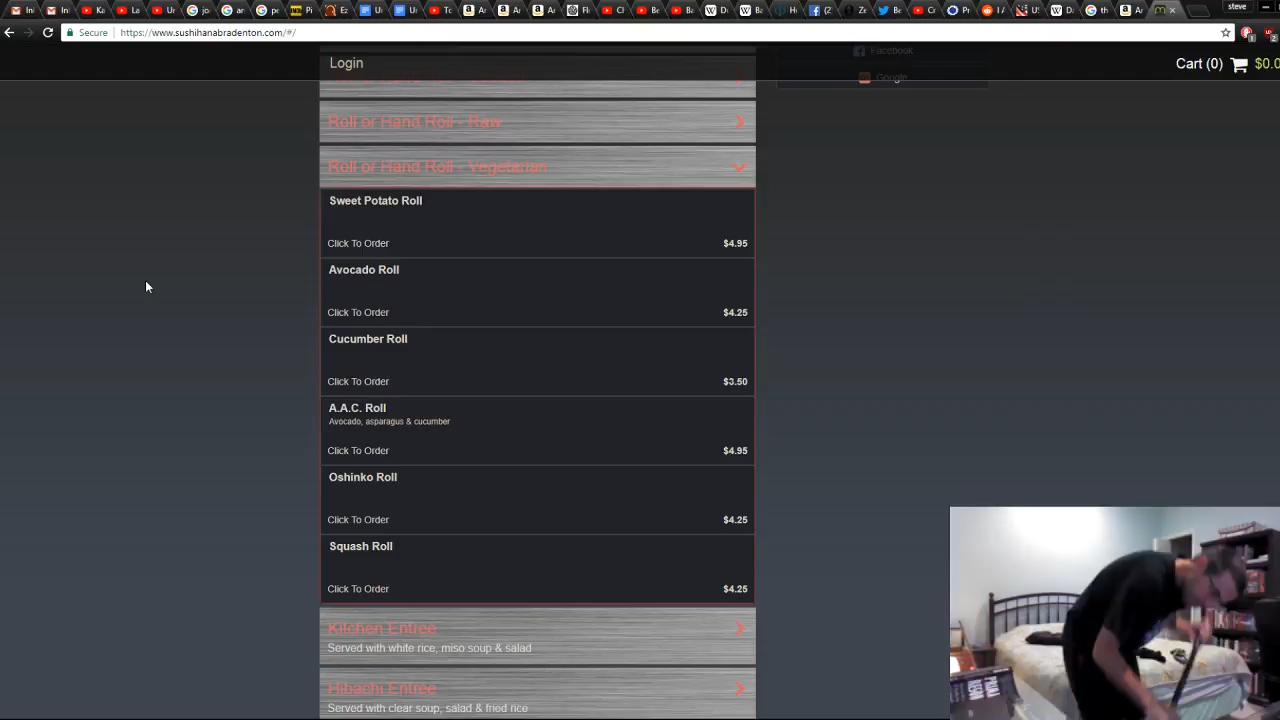 steve
Secure
https://www.sushihanabradenton.com/#/
Login
Cart (0)
Facebook
Google
Roll or Hand Roll - Raw
Roll or Hand Roll - Vegetarian
Sweet Potato Roll
Click To Order $4.95
Avocado Roll
Click To Order $4.25
Cucumber Roll
Click To Order $3.50
A.A.C. Roll
Avocado, asparagus & cucumber
Click To Order $4.95
Oshinko Roll
Click To Order $4.25
Squash Roll
Click To Order $4.25
Kitchen Entree
Served with white rice, miso soup & salad
Hibachi Entree
Served with clear soup, salad & fried rice